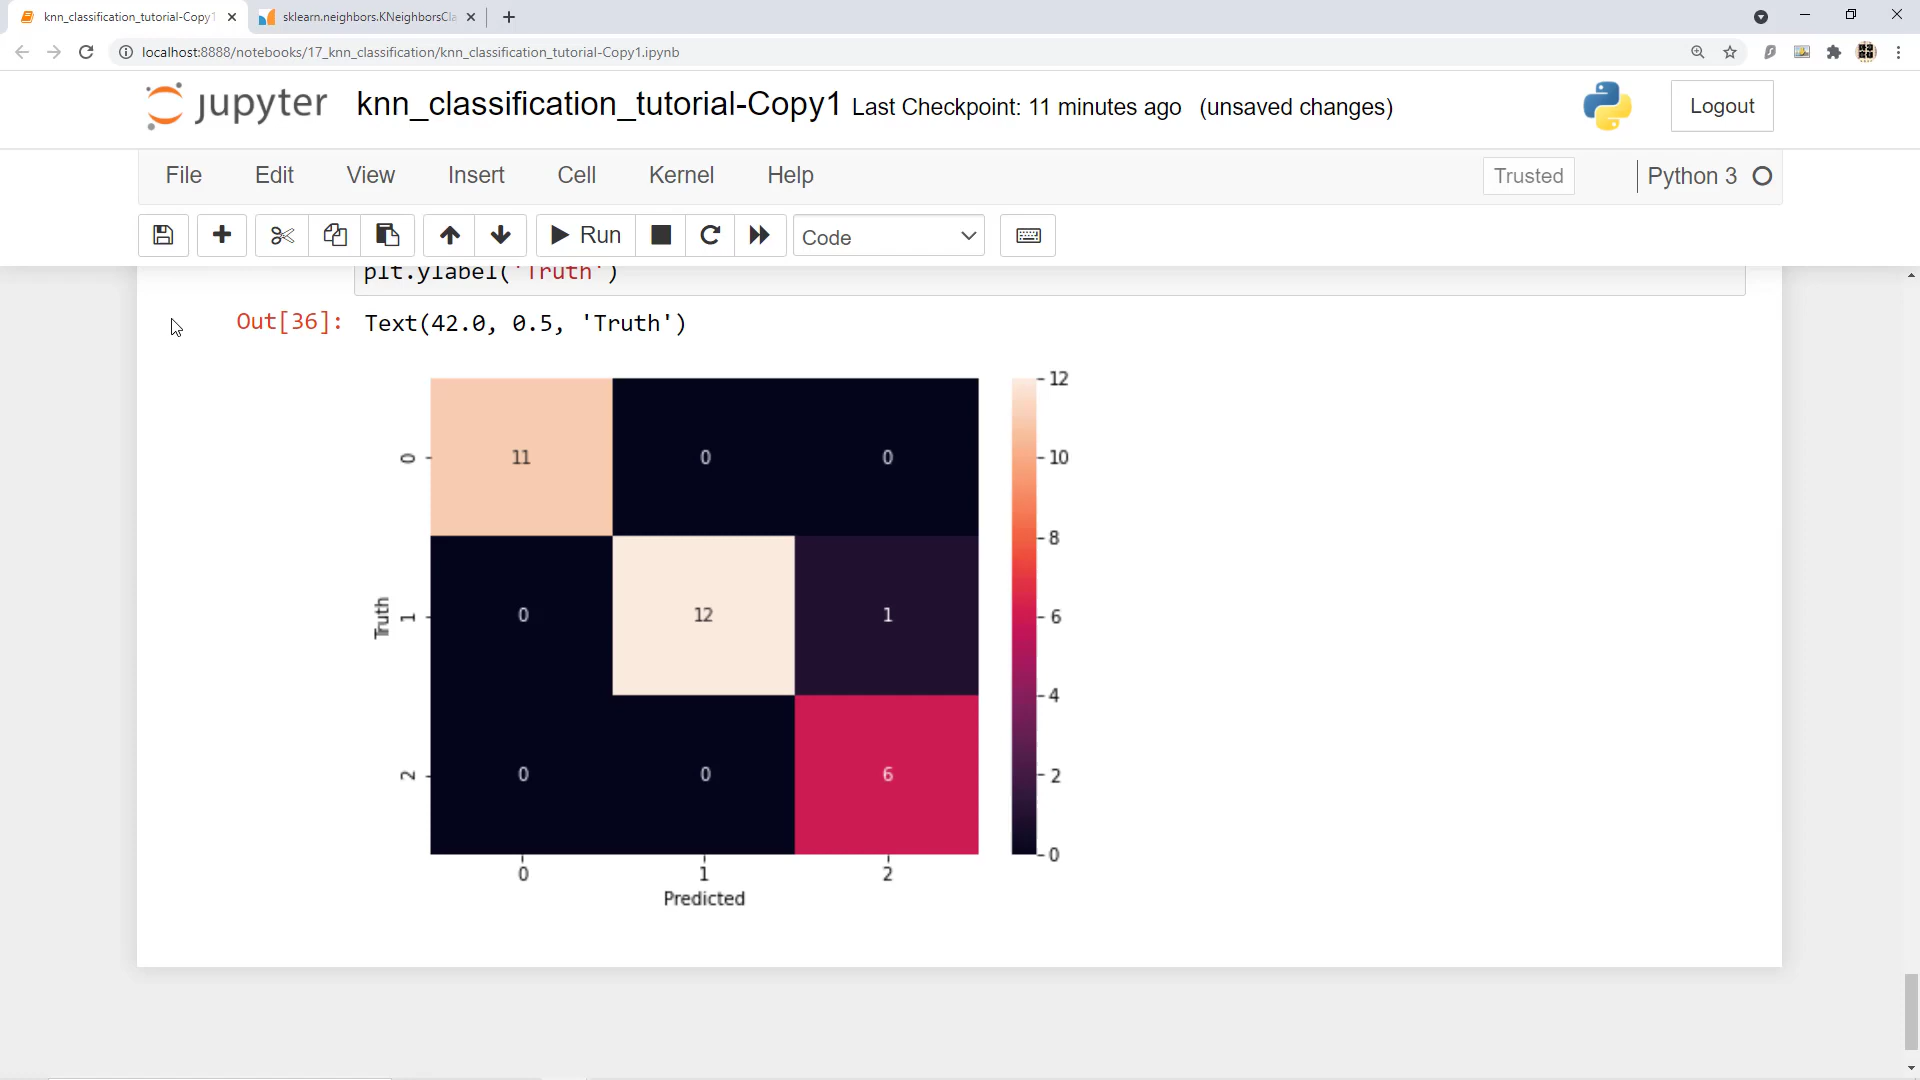 knn_classification_tutorial-Copy1
sklearn.neighbors.KNeighborsCla
localhost:8888/notebooks/17_knn_classification/knn_classification_tutorial-Copy1.ipynb
jupyter knn_classification_tutorial-Copy1 Last Checkpoint: 11 minutes ago (unsaved changes) Logout
File Edit View Insert Cell Kernel Help Trusted Python 3
Run Code
plt.ylabel('Truth')
Out[36]: Text(42.0, 0.5, 'Truth')
12
0 11 0 0 10
8
Truth 1 0 12 1 6
4
2 0 0 6 2
0
0 1 2
Predicted